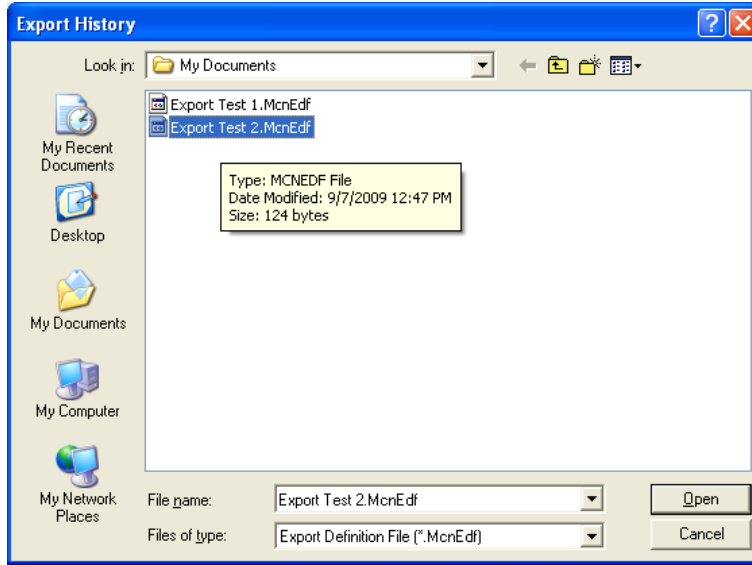 Export History
Look in:
My Documents
My Recent
Documents
Desktop
My Documents
My Computer
My Network
Places
Export Test 1.McnEdf
Export Test 2.McnEdf
Type: MCNEDF File
Date Modified: 9/7/2009 12:47 PM
Size: 124 bytes
File name:
Export Test 2.McnEdf
Open
Files of type:
Export Definition File (*.McnEdf)
Cancel